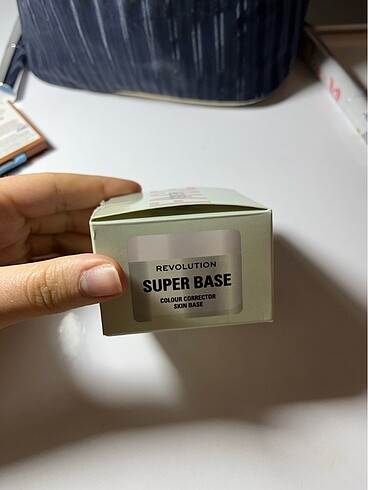 REVOLUTION
SUPER BASE
COLOUR CORRECTOR
SKIN BASE